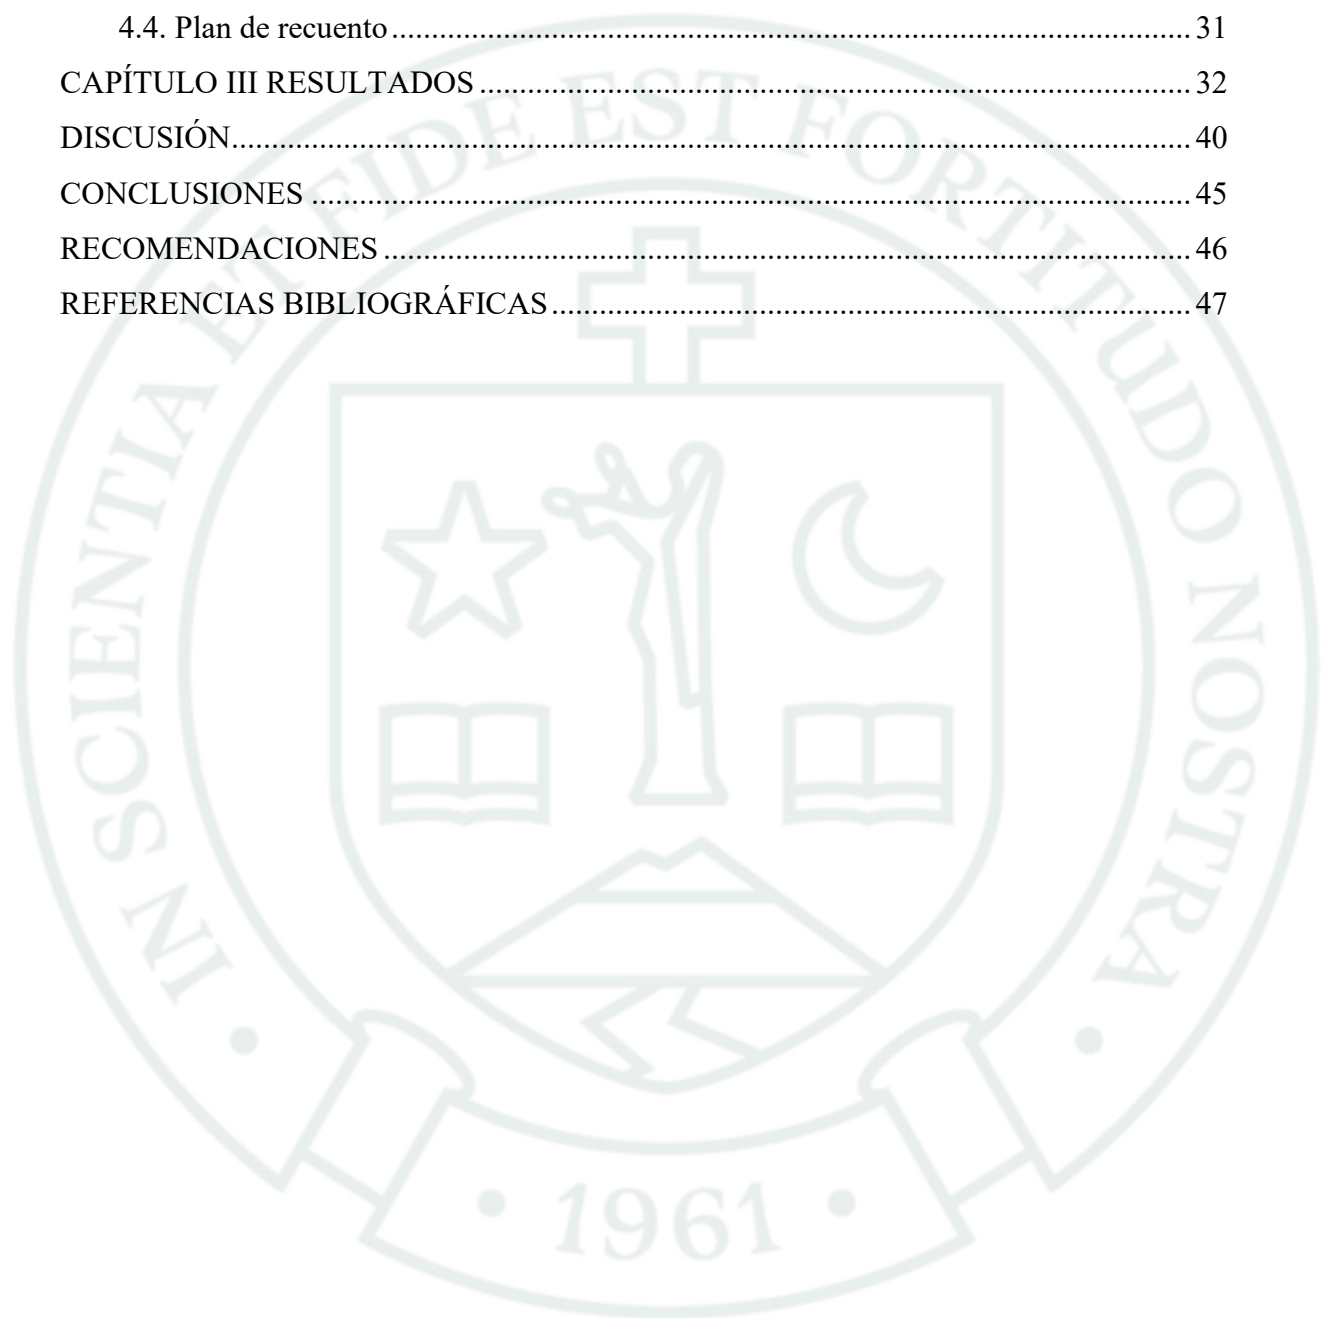 4.4. Plan de recuento........................................................................................................ 31
CAPÍTULO III RESULTADOS ............................................................................................ 32
DISCUSIÓN............................................................................................................................. 40
CONCLUSIONES .................................................................................................................. 45
RECOMENDACIONES ......................................................................................................... 46
REFERENCIAS BIBLIOGRÁFICAS ................................................................................... 47
IN SCIENTIA ET FIDE EST FORTITUDO NOSTRA
• 1961 •